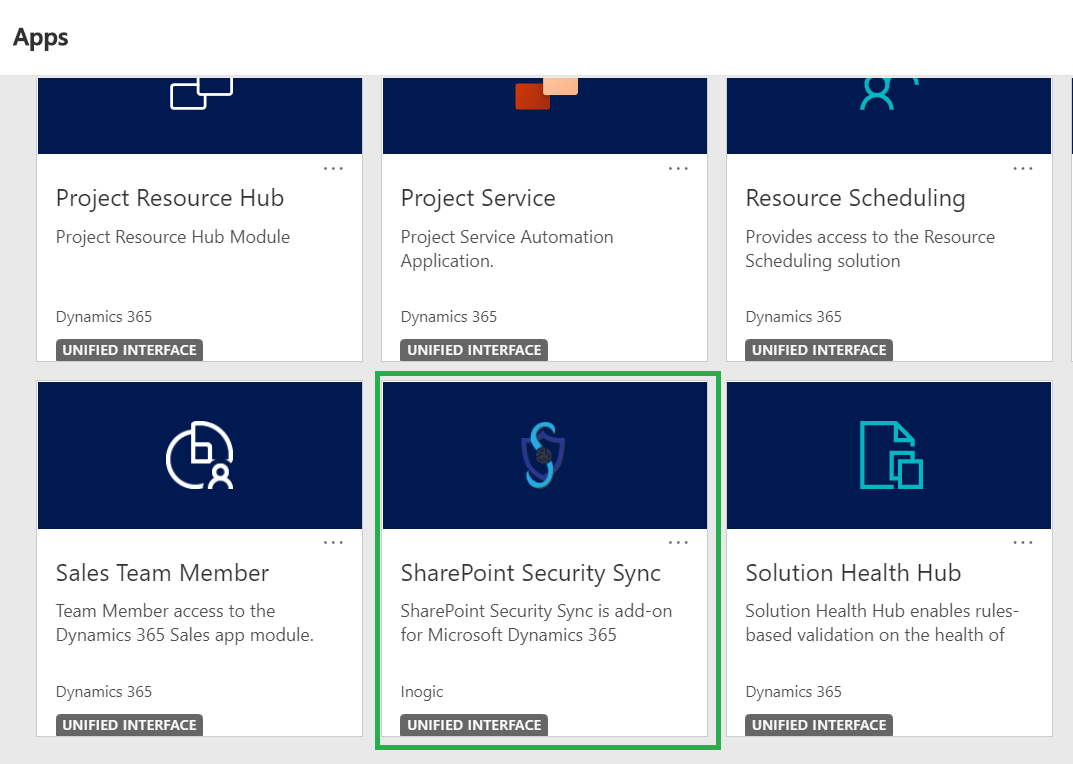 Apps
...
Project Resource Hub
Project Resource Hub Module
Dynamics 365
UNIFIED INTERFACE
...
Project Service
Project Service Automation
Application.
Dynamics 365
UNIFIED INTERFACE
...
Resource Scheduling
Provides access to the Resource
Scheduling solution
Dynamics 365
UNIFIED INTERFACE
...
Sales Team Member
Team Member access to the
Dynamics 365 Sales app module.
Dynamics 365
UNIFIED INTERFACE
...
SharePoint Security Sync
SharePoint Security Sync is add-on
for Microsoft Dynamics 365
Inogic
UNIFIED INTERFACE
...
Solution Health Hub
Solution Health Hub enables rules-
based validation on the health of
Dynamics 365
UNIFIED INTERFACE